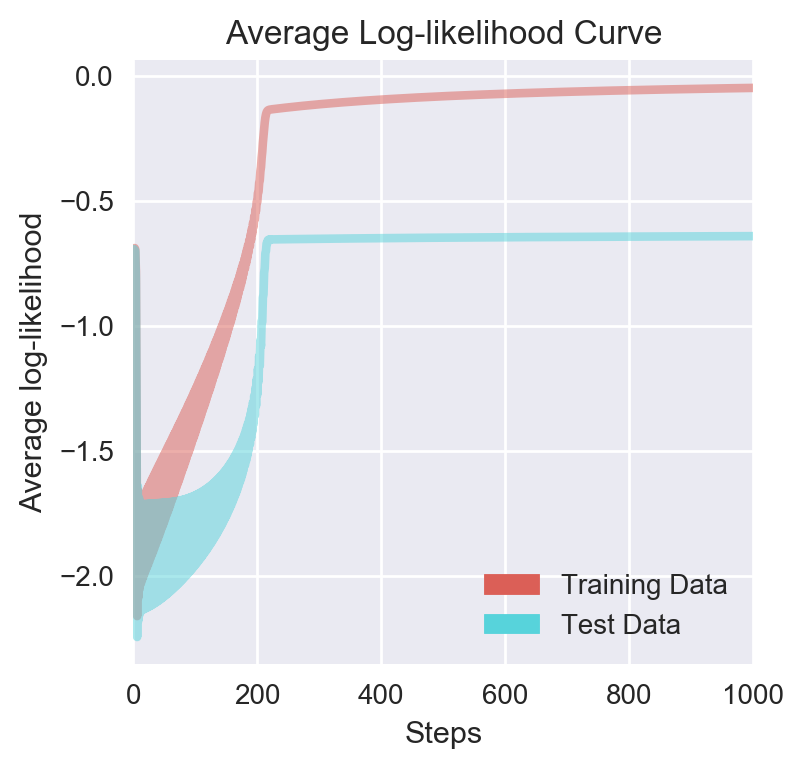 Average Log-likelihood Curve
0.0
−0.5
−1.0
−1.5
−2.0
Average log-likelihood
Training Data
Test Data
0 200 400 600 800 1000
Steps